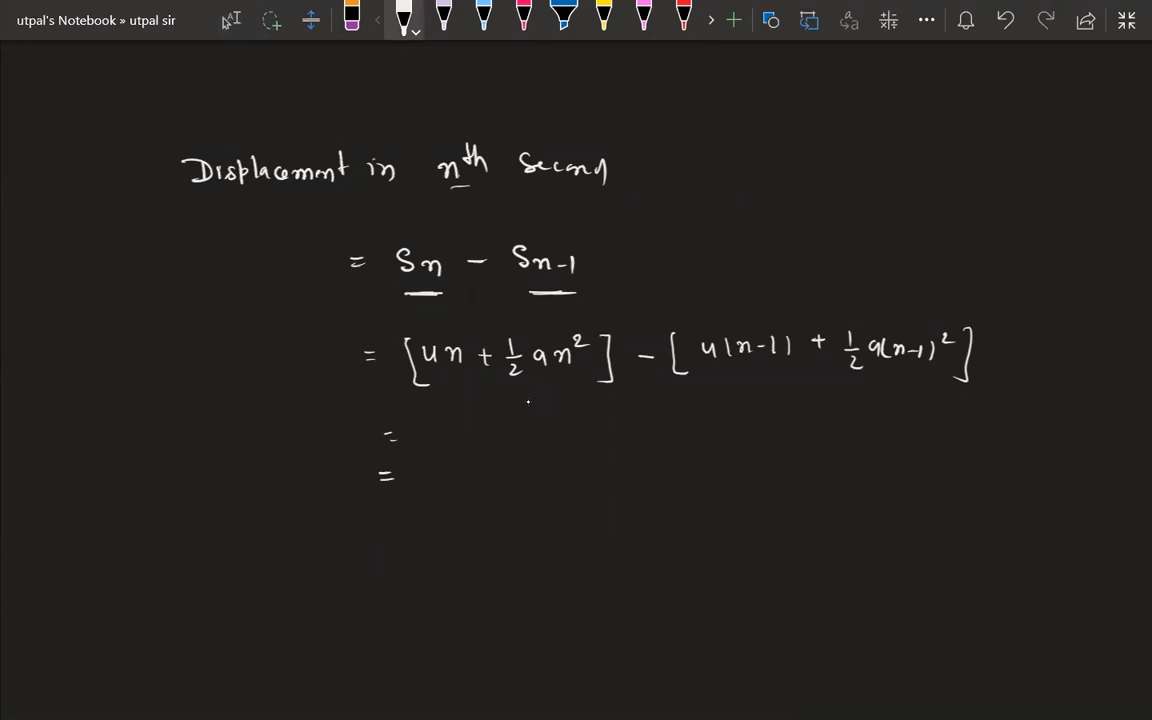 utpal's Notebook » utpal sir
Displacement in nth Second
= Sn - Sn-1
= [un + 1/2 an²] - [u(n-1) + 1/2 a(n-1)²]
=
=